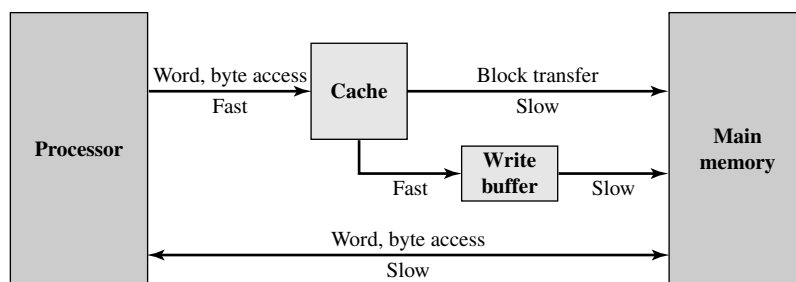 Processor
Word, byte access
Fast
Cache
Block transfer
Slow
Fast
Write
buffer
Slow
Main
memory
Word, byte access
Slow